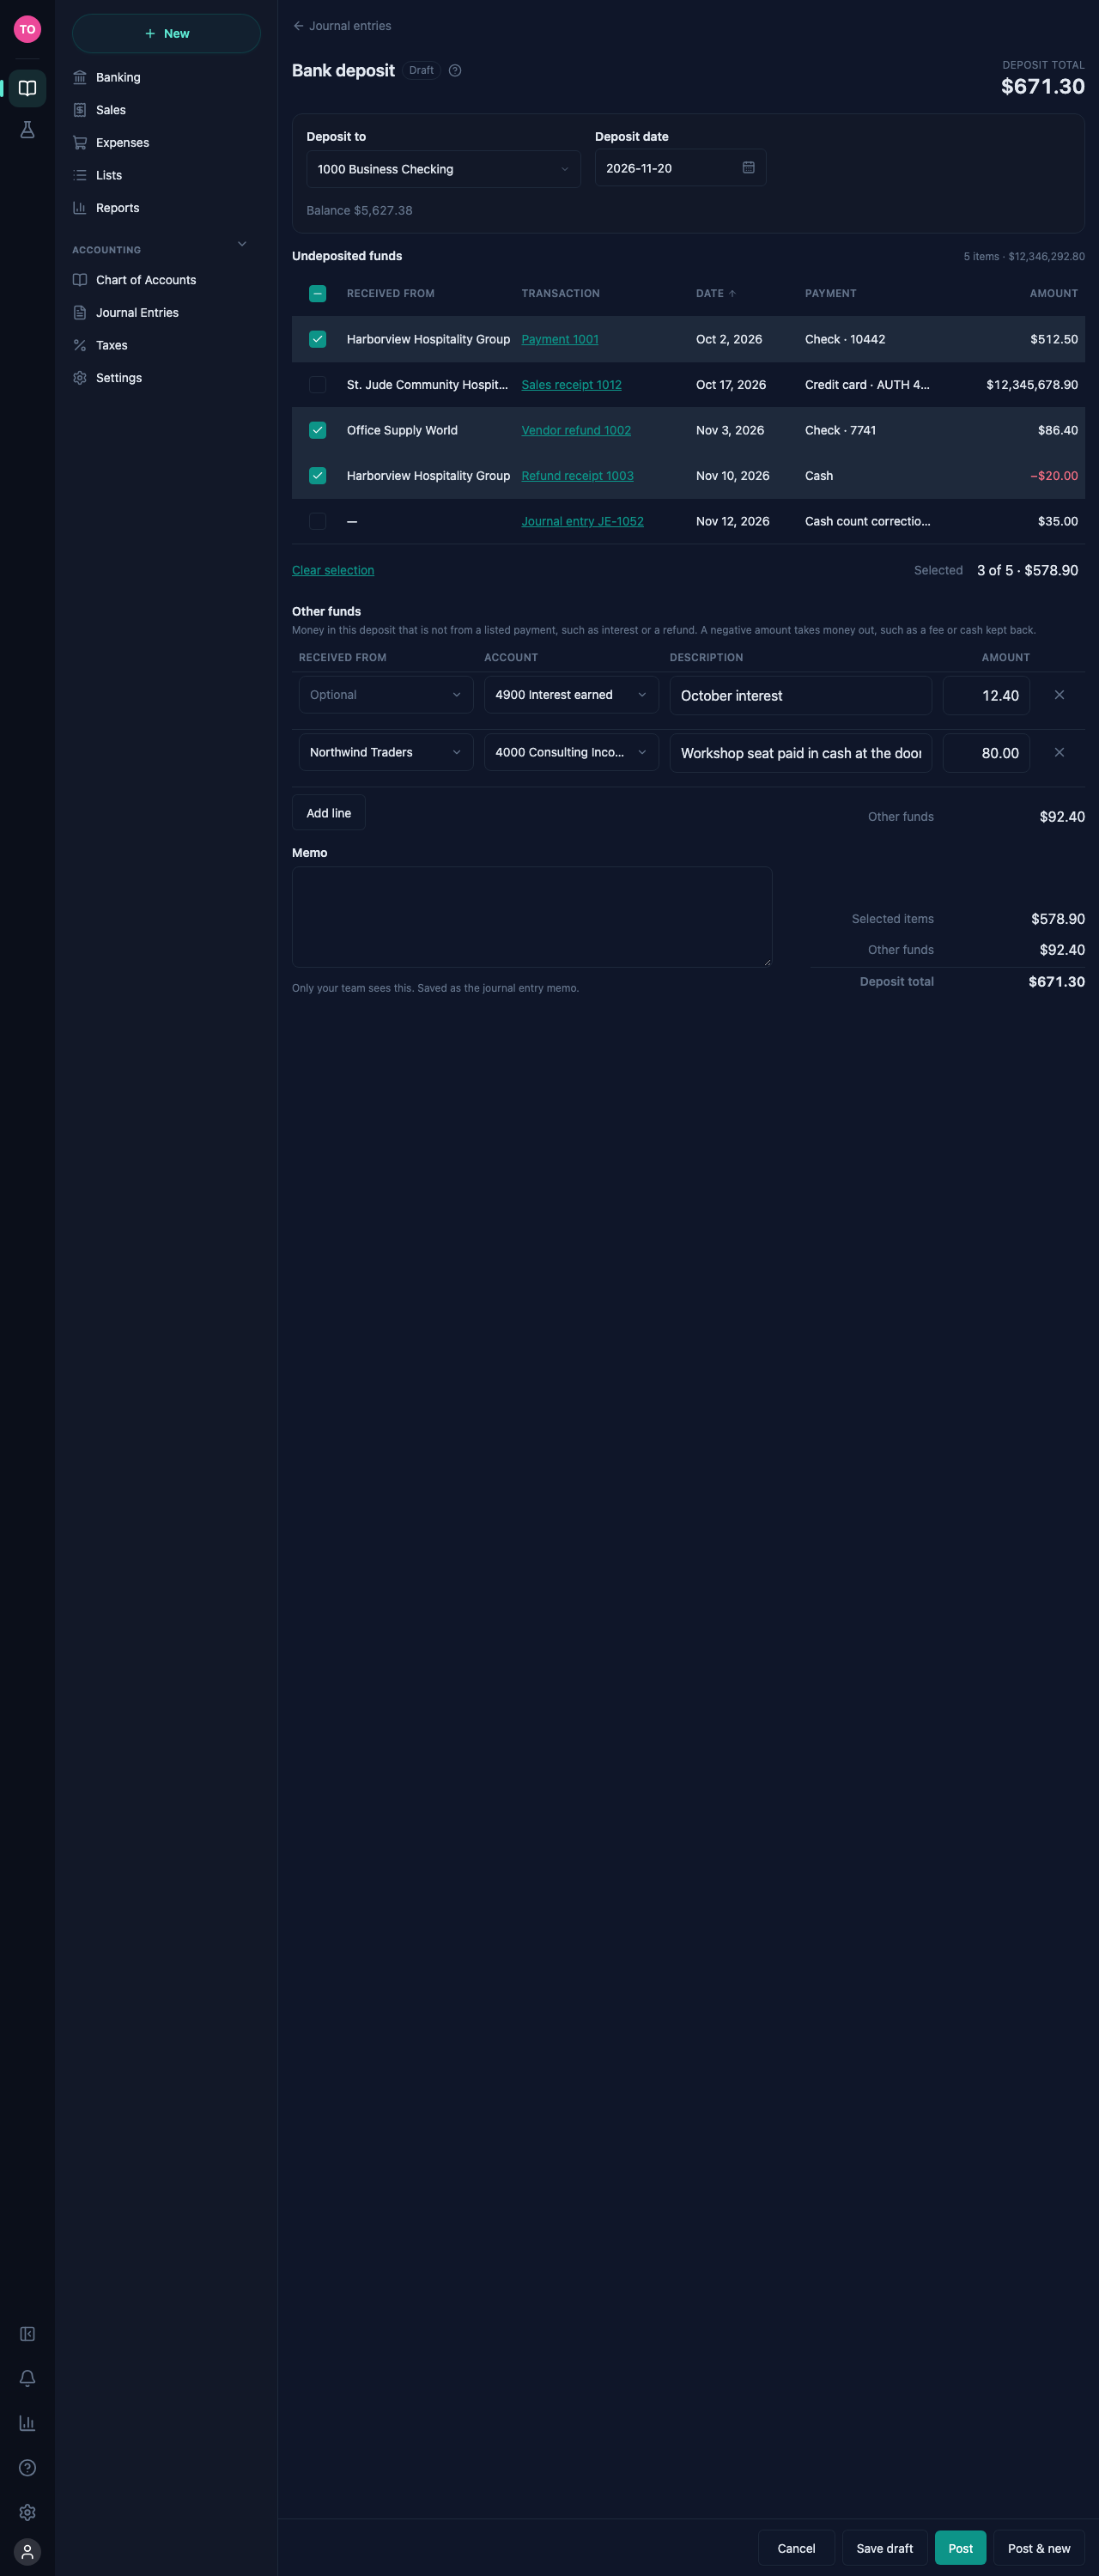 TO
+ New
Banking
Sales
Expenses
Lists
Reports
ACCOUNTING
Chart of Accounts
Journal Entries
Taxes
Settings
← Journal entries
Bank deposit Draft
DEPOSIT TOTAL
$671.30
Deposit to Deposit date
1000 Business Checking 2026-11-20
Balance $5,627.38
Undeposited funds 5 items · $12,346,292.80
RECEIVED FROM TRANSACTION DATE ↑ PAYMENT AMOUNT
Harborview Hospitality Group Payment 1001 Oct 2, 2026 Check · 10442 $512.50
St. Jude Community Hospit... Sales receipt 1012 Oct 17, 2026 Credit card · AUTH 4... $12,345,678.90
Office Supply World Vendor refund 1002 Nov 3, 2026 Check · 7741 $86.40
Harborview Hospitality Group Refund receipt 1003 Nov 10, 2026 Cash −$20.00
— Journal entry JE-1052 Nov 12, 2026 Cash count correctio... $35.00
Clear selection Selected 3 of 5 · $578.90
Other funds
Money in this deposit that is not from a listed payment, such as interest or a refund. A negative amount takes money out, such as a fee or cash kept back.
RECEIVED FROM ACCOUNT DESCRIPTION AMOUNT
Optional 4900 Interest earned October interest 12.40
Northwind Traders 4000 Consulting Inco... Workshop seat paid in cash at the door 80.00
Add line Other funds $92.40
Memo
Selected items $578.90
Other funds $92.40
Deposit total $671.30
Only your team sees this. Saved as the journal entry memo.
Cancel Save draft Post Post & new